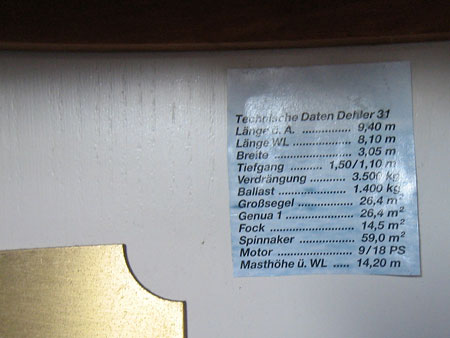 Technische Daten Dehler 31
Länge ü. A. ............... 9,40 m
Länge WL ................. 8,10 m
Breite ....................... 3,05 m
Tiefgang ......... 1,50/1,10 m
Verdrängung ........... 3.500 kg
Ballast ..................... 1.400 kg
Großsegel ................ 26,4 m²
Genua 1 ................... 26,4 m²
Fock ......................... 14,5 m²
Spinnaker ................ 59,0 m²
Motor ................... 9/18 PS
Masthöhe ü. WL ..... 14,20 m